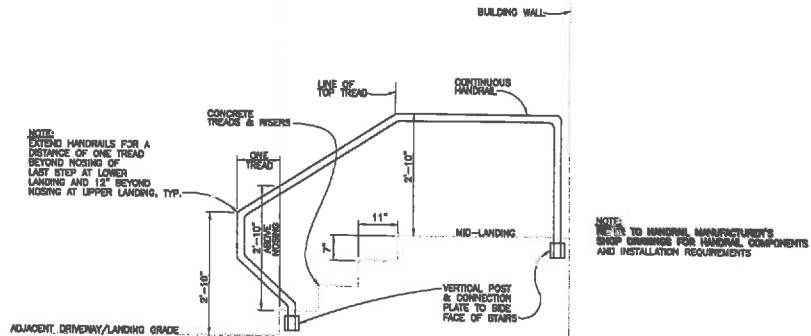 BUILDING WALL
LINE OF
TOP TREAD
CONTINUOUS
HANDRAIL
CONCRETE
TREADS & RISERS
NOTE:
EXTEND HANDRAILS FOR A
DISTANCE OF ONE TREAD
BEYOND NOSING OF
LAST STEP AT LOWER
LANDING AND 12" BEYOND
NOSING AT UPPER LANDING, TYP.
ONE
TREAD
2'-10"
11"
7"
MID-LANDING
2'-10"
ABOVE
NOSING
2'-10"
NOTE:
REFER TO HANDRAIL MANUFACTURER'S
SHOP DRAWINGS FOR HANDRAIL COMPONENTS
AND INSTALLATION REQUIREMENTS
VERTICAL POST
& CONNECTION
PLATE TO SIDE
FACE OF STAIRS
ADJACENT DRIVEWAY/LANDING GRADE